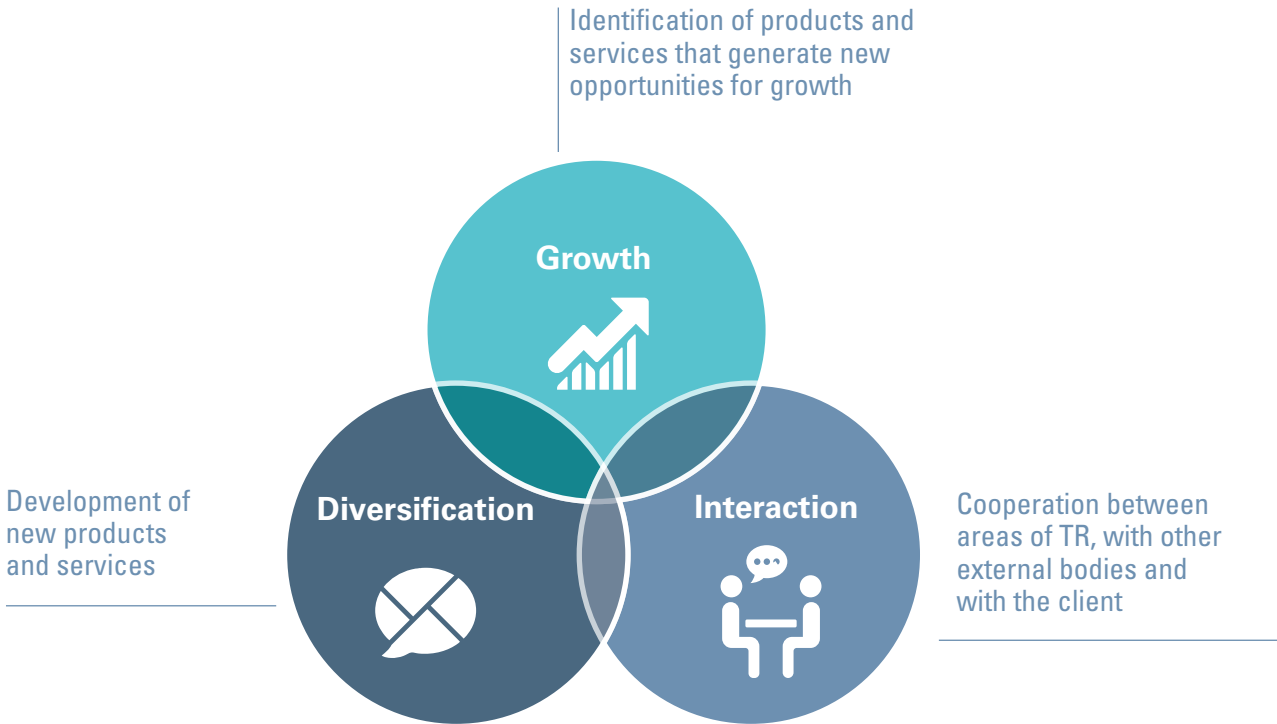 Identification of products and
services that generate new
opportunities for growth
Growth
Diversification
Interaction
Development of
new products
and services
Cooperation between
areas of TR, with other
external bodies and
with the client